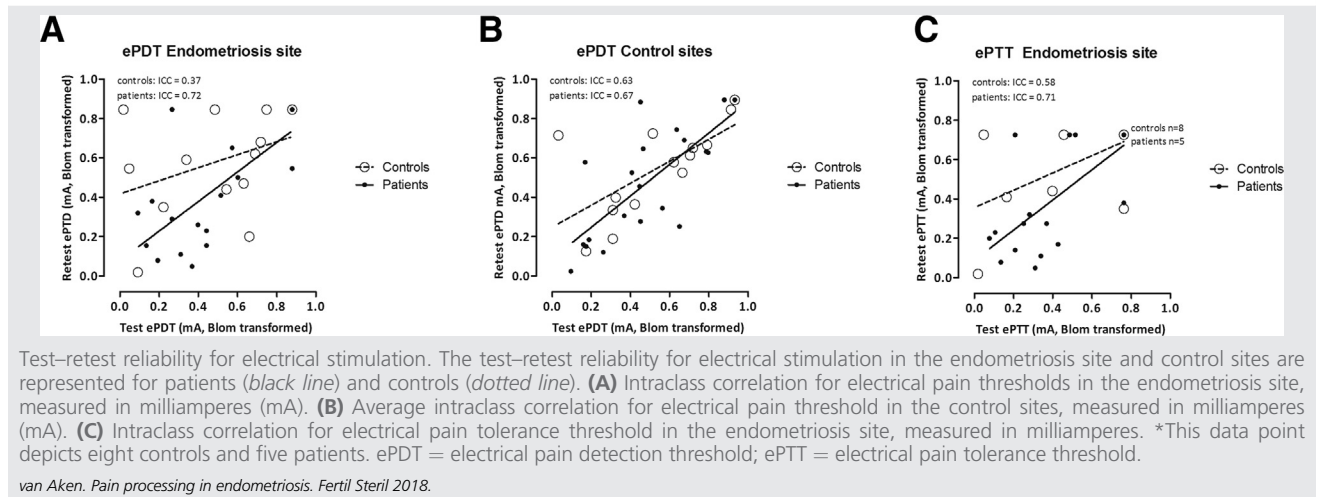 A
ePDT Endometriosis site
controls: ICC = 0.37
patients: ICC = 0.72
Retest ePTD (mA, Blom transformed)
1.0
0.8
0.6
0.4
0.2
0.0
0.0 0.2 0.4 0.6 0.8 1.0
Test ePDT (mA, Blom transformed)
Controls
Patients
B
ePDT Control sites
controls: ICC = 0.63
patients: ICC = 0.67
Retest ePTD mA, Blom transformed)
1.0
0.8
0.6
0.4
0.2
0.0
0.0 0.2 0.4 0.6 0.8 1.0
Test ePDT (mA, Blom transformed)
Controls
Patients
C
ePTT Endometriosis site
controls: ICC = 0.58
patients: ICC = 0.71
controls n=8
patients n=5
Retest ePTT (mA, Blom transformed)
1.0
0.8
0.6
0.4
0.2
0.0
0.0 0.2 0.4 0.6 0.8 1.0
Test ePTT (mA, Blom transformed)
Controls
Patients
Test–retest reliability for electrical stimulation. The test–retest reliability for electrical stimulation in the endometriosis site and control sites are
represented for patients (black line) and controls (dotted line). (A) Intraclass correlation for electrical pain thresholds in the endometriosis site,
measured in milliamperes (mA). (B) Average intraclass correlation for electrical pain threshold in the control sites, measured in milliamperes
(mA). (C) Intraclass correlation for electrical pain tolerance threshold in the endometriosis site, measured in milliamperes. *This data point
depicts eight controls and five patients. ePDT = electrical pain detection threshold; ePTT = electrical pain tolerance threshold.
van Aken. Pain processing in endometriosis. Fertil Steril 2018.